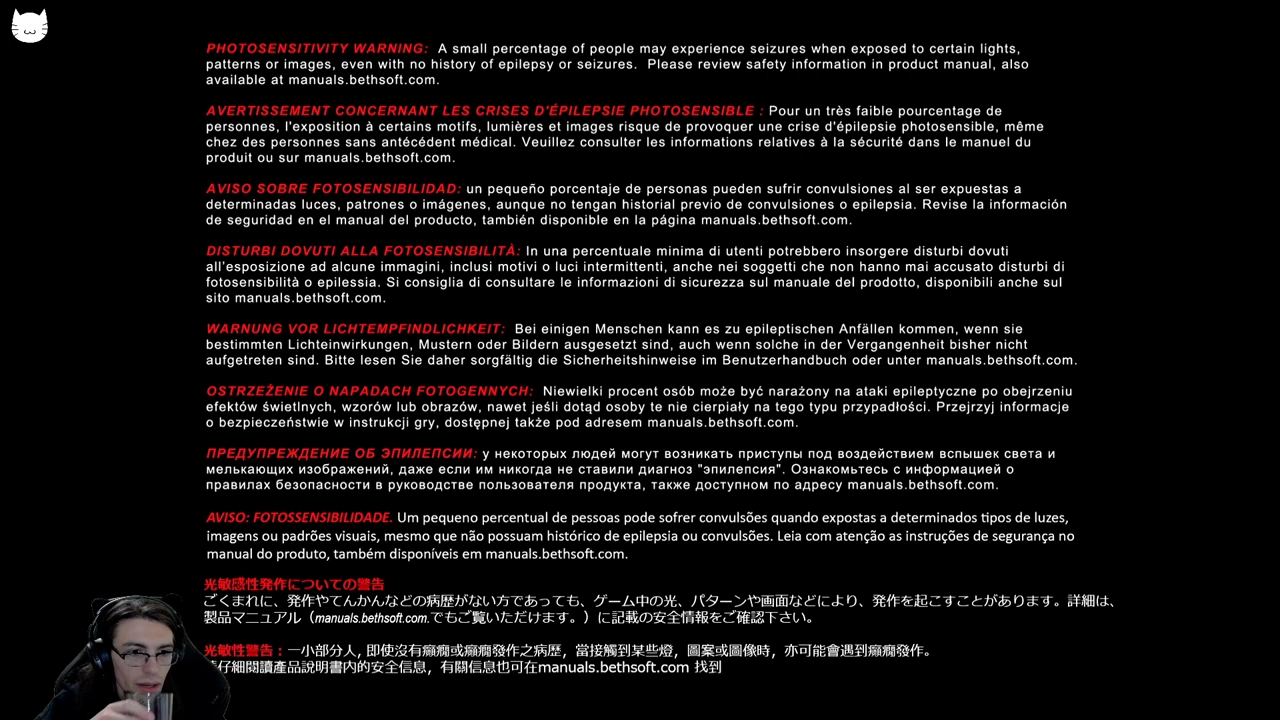 PHOTOSENSITIVITY WARNING: A small percentage of people may experience seizures when exposed to certain lights,
patterns or images, even with no history of epilepsy or seizures. Please review safety information in product manual, also
available at manuals.bethsoft.com.
AVERTISSEMENT CONCERNANT LES CRISES D'ÉPILEPSIE PHOTOSENSIBLE : Pour un très faible pourcentage de
personnes, l'exposition à certains motifs, lumières et images risque de provoquer une crise d'épilepsie photosensible, même
chez des personnes sans antécédent médical. Veuillez consulter les informations relatives à la sécurité dans le manuel du
produit ou sur manuals.bethsoft.com.
AVISO SOBRE FOTOSENSIBILIDAD: un pequeño porcentaje de personas pueden sufrir convulsiones al ser expuestas a
determinadas luces, patrones o imágenes, aunque no tengan historial previo de convulsiones o epilepsia. Revise la información
de seguridad en el manual del producto, también disponible en la página manuals.bethsoft.com.
DISTURBI DOVUTI ALLA FOTOSENSIBILITÀ: In una percentuale minima di utenti potrebbero insorgere disturbi dovuti
all'esposizione ad alcune immagini, inclusi motivi o luci intermittenti, anche nei soggetti che non hanno mai accusato disturbi di
fotosensibilità o epilessia. Si consiglia di consultare le informazioni di sicurezza sul manuale del prodotto, disponibili anche sul
sito manuals.bethsoft.com.
WARNUNG VOR LICHTEMPFINDLICHKEIT: Bei einigen Menschen kann es zu epileptischen Anfällen kommen, wenn sie
bestimmten Lichteinwirkungen, Mustern oder Bildern ausgesetzt sind, auch wenn solche in der Vergangenheit bisher nicht
aufgetreten sind. Bitte lesen Sie daher sorgfältig die Sicherheitshinweise im Benutzerhandbuch oder unter manuals.bethsoft.com.
OSTRZEŻENIE O NAPADACH FOTOGENNYCH: Niewielki procent osób może być narażony na ataki epileptyczne po obejrzeniu
efektów świetlnych, wzorów lub obrazów, nawet jeśli dotąd osoby te nie cierpiały na tego typu przypadłości. Przejrzyj informacje
o bezpieczeństwie w instrukcji gry, dostępnej także pod adresem manuals.bethsoft.com.
ПРЕДУПРЕЖДЕНИЕ ОБ ЭПИЛЕПСИИ: у некоторых людей могут возникать приступы под воздействием вспышек света и
мелькающих изображений, даже если им никогда не ставили диагноз "эпилепсия". Ознакомьтесь с информацией о
правилах безопасности в руководстве пользователя продукта, также доступном по адресу manuals.bethsoft.com.
AVISO: FOTOSSENSIBILIDADE. Um pequeno percentual de pessoas pode sofrer convulsões quando expostas a determinados tipos de luzes,
imagens ou padrões visuais, mesmo que não possuam histórico de epilepsia ou convulsões. Leia com atenção as instruções de segurança no
manual do produto, também disponíveis em manuals.bethsoft.com.
光敏感性発作についての警告
ごくまれに、発作やてんかんなどの病歴がない方であっても、ゲーム中の光、パターンや画面などにより、発作を起こすことがあります。詳細は、
製品マニュアル（manuals.bethsoft.com.でもご覧いただけます。）に記載の安全情報をご確認下さい。
光敏性警告：一小部分人, 即使沒有癲癇或癲癇發作之病歷，當接觸到某些燈，圖案或圖像時，亦可能會遇到癲癇發作。
仔細閱讀產品說明書内的安全信息，有關信息也可在manuals.bethsoft.com 找到